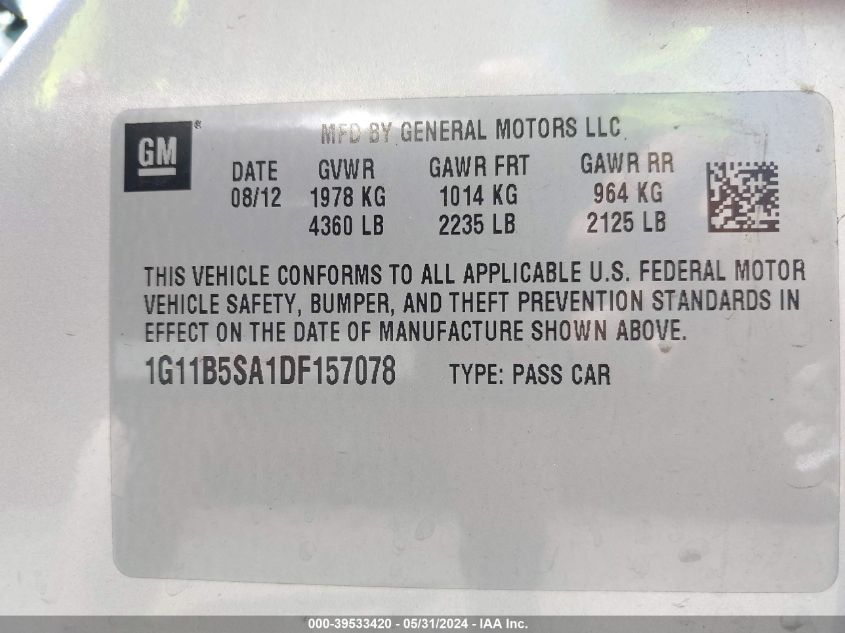 GM®
MFD BY GENERAL MOTORS LLC
DATE GVWR GAWR FRT GAWR RR
08/12 1978 KG 1014 KG 964 KG
4360 LB 2235 LB 2125 LB
THIS VEHICLE CONFORMS TO ALL APPLICABLE U.S. FEDERAL MOTOR
VEHICLE SAFETY, BUMPER, AND THEFT PREVENTION STANDARDS IN
EFFECT ON THE DATE OF MANUFACTURE SHOWN ABOVE.
1G11B5SA1DF157078 TYPE: PASS CAR
000-39533420 - 05/31/2024 - IAA Inc.